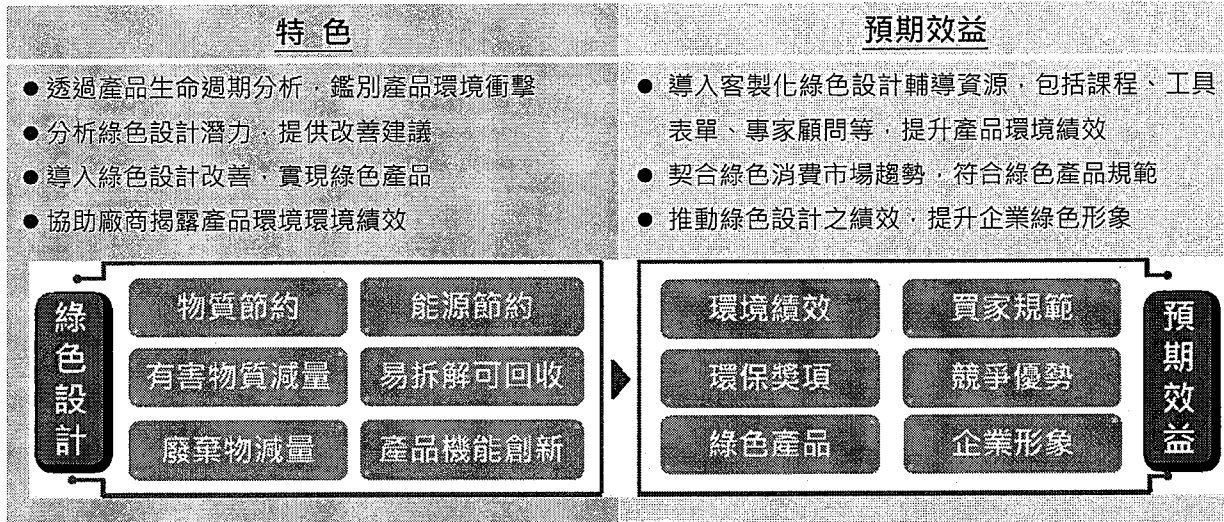 特 色
● 透過產品生命週期分析，鑑別產品環境衝擊
● 分析綠色設計潛力，提供改善建議
● 導入綠色設計改善，實現綠色產品
● 協助廠商揭露產品環境環境績效
預期效益
● 導入客製化綠色設計輔導資源，包括課程、工具
表單、專家顧問等，提升產品環境績效
● 契合綠色消費市場趨勢，符合綠色產品規範
● 推動綠色設計之績效，提升企業綠色形象
綠色設計
物質節約
能源節約
有害物質減量
易拆解可回收
廢棄物減量
產品機能創新
環境績效
買家規範
環保獎項
競爭優勢
綠色產品
企業形象
預期效益